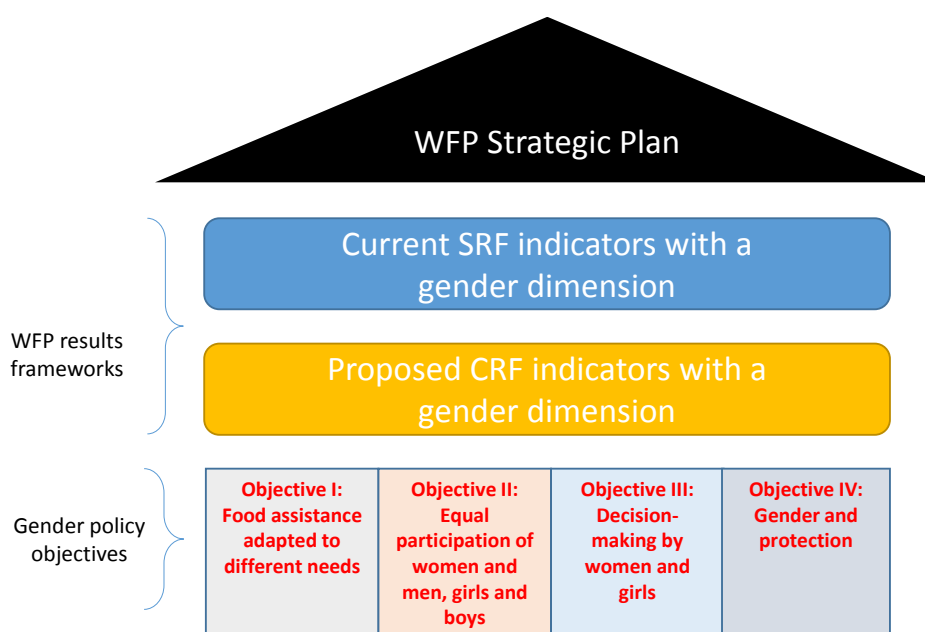 WFP Strategic Plan
Current SRF indicators with a
gender dimension
WFP results
frameworks
Proposed CRF indicators with a
gender dimension
Gender policy
objectives
Objective I:
Food assistance
adapted to
different needs
Objective II:
Equal
participation of
women and
men, girls and
boys
Objective III:
Decision-
making by
women and
girls
Objective IV:
Gender and
protection